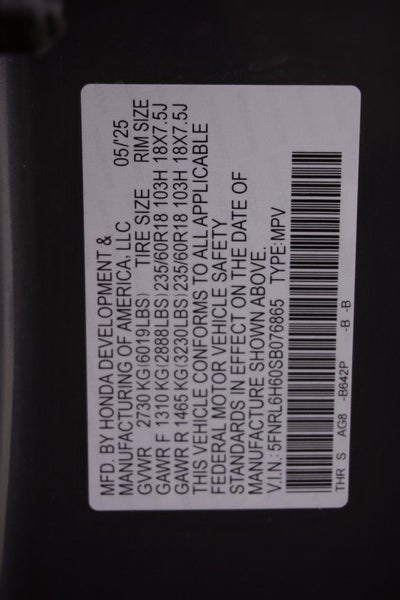 MFD. BY HONDA DEVELOPMENT &
MANUFACTURING OF AMERICA, LLC 05/'25
GVWR 2730 KG(6019LBS) TIRE SIZE RIM SIZE
GAWR F 1310 KG(2888LBS)235/60R18 103H 18X7.5J
GAWR R 1465 KG(3230LBS)235/60R18 103H 18X7.5J
THIS VEHICLE CONFORMS TO ALL APPLICABLE
FEDERAL MOTOR VEHICLE SAFETY
STANDARDS IN EFFECT ON THE DATE OF
MANUFACTURE SHOWN ABOVE.
V.I.N.: 5FNRL6H60SB076865 TYPE:MPV
THR S AG8 -B642P -B -B